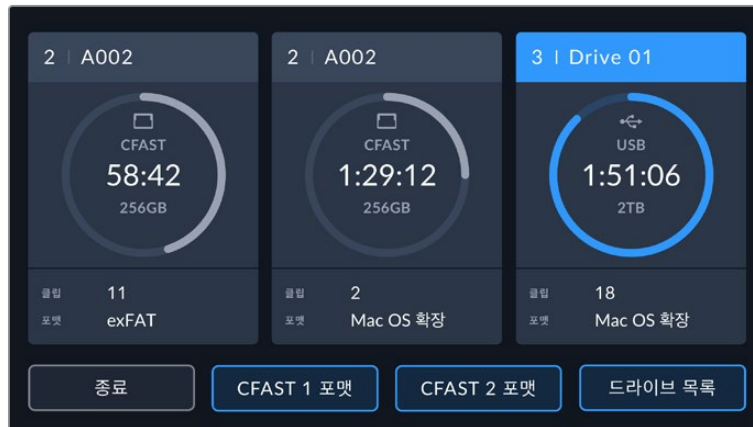 2 | A002
CFAST
58:42
256GB
클립 11
포맷 exFAT
2 | A002
CFAST
1:29:12
256GB
클립 2
포맷 Mac OS 확장
3 | Drive 01
USB
1:51:06
2TB
클립 18
포맷 Mac OS 확장
종료
CFAST 1 포맷
CFAST 2 포맷
드라이브 목록